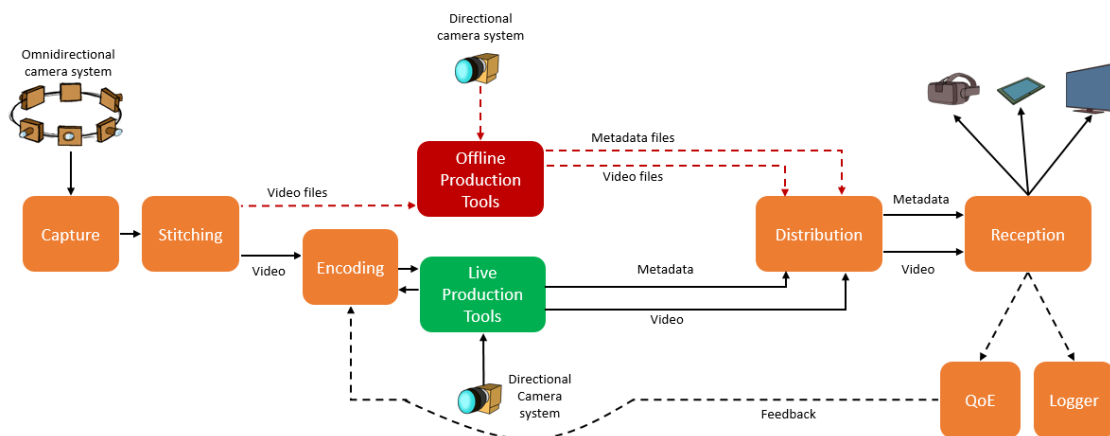 Directional
camera system
Omnidirectional
camera system
Metadata files
Offline
Production
Tools
Video files
Video files
Metadata
Capture
Stitching
Distribution
Reception
Encoding
Video
Live
Production
Tools
Metadata
Video
Video
Directional
Camera
system
QoE
Logger
Feedback